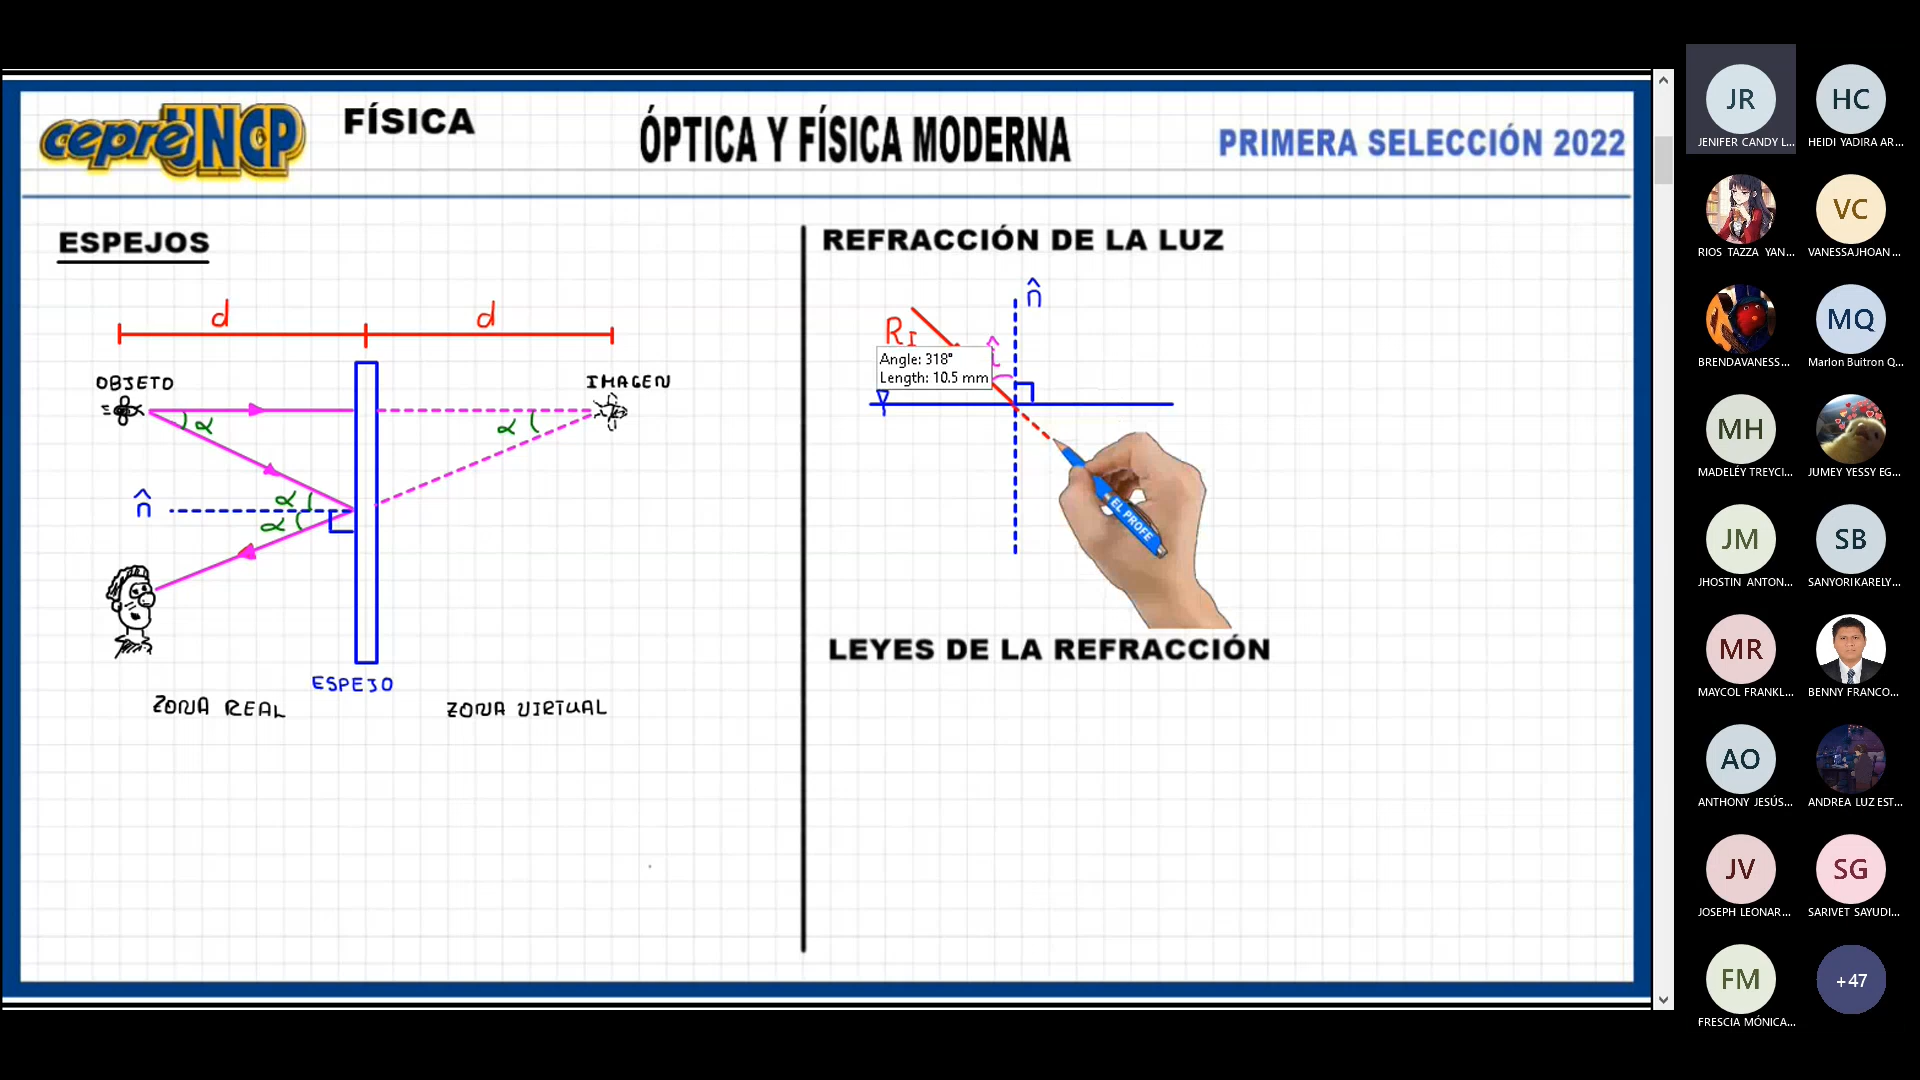 cepreUNCP
FÍSICA
ÓPTICA Y FÍSICA MODERNA
PRIMERA SELECCIÓN 2022
ESPEJOS
d
d
OBJETO
IMAGEN
α
α
n̂
α
α
ESPEJO
ZONA REAL
ZONA VIRTUAL
REFRACCIÓN DE LA LUZ
n̂
RI
î
Angle: 318°
Length: 10.5 mm
EL PROFE
LEYES DE LA REFRACCIÓN
JR
JENIFER CANDY L...
HC
HEIDI YADIRA AR...
RIOS TAZZA YAN...
VC
VANESSAJHOAN...
BRENDAVANESS...
MQ
Marlon Buitron Q...
MH
MADELÉY TREYCI...
JUMEY YESSY EG...
JM
JHOSTIN ANTON...
SB
SANYORIKARELY...
MR
MAYCOL FRANKL...
BENNY FRANCO...
AO
ANTHONY JESÚS...
ANDREA LUZ EST...
JV
JOSEPH LEONAR...
SG
SARIVET SAYUDI...
FM
FRESCIA MÓNICA...
+47